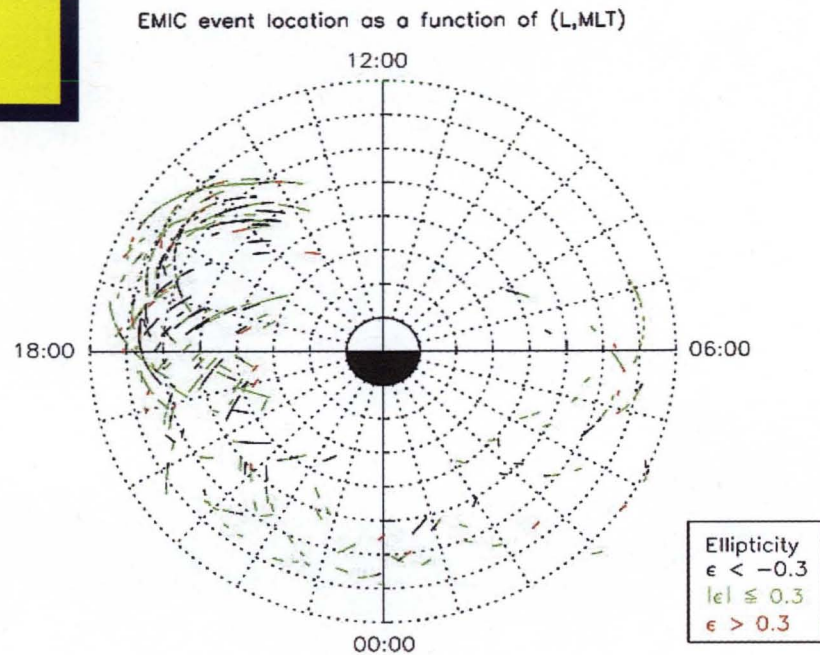 EMIC event location as a function of (L,MLT)
12:00
18:00
06:00
00:00
Ellipticity
ϵ < −0.3
|ϵ| ≦ 0.3
ϵ > 0.3